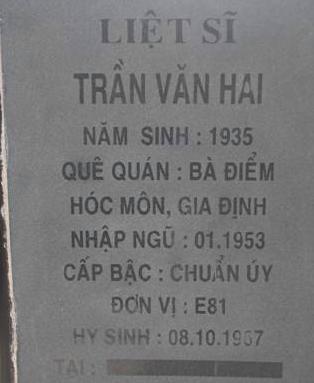 LIỆT SĨ
TRẦN VĂN HAI
NĂM SINH : 1935
QUÊ QUÁN : BÀ ĐIỂM
HÓC MÔN, GIA ĐỊNH
NHẬP NGŨ : 01.1953
CẤP BẬC : CHUẨN ÚY
ĐƠN VỊ : E81
HY SINH : 08.10.1967
TẠI :